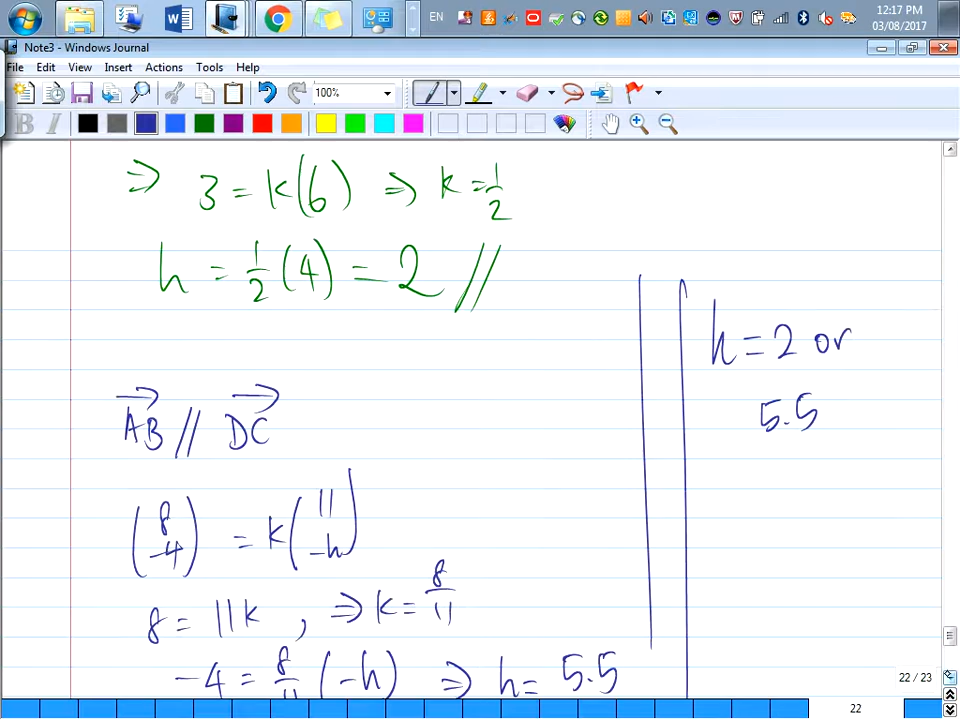 EN
12:17 PM
03/08/2017
Note3 - Windows Journal
File Edit View Insert Actions Tools Help
100%
B I
⇒ 3 = k(6) ⇒ k = 1/2
h = 1/2 (4) = 2 //
h = 2 or
5.5
AB // DC
(8 -4) = k(11 -h)
8 = 11k , ⇒ k = 8/11
-4 = 8/11 (-h) ⇒ h = 5.5
22 / 23
22